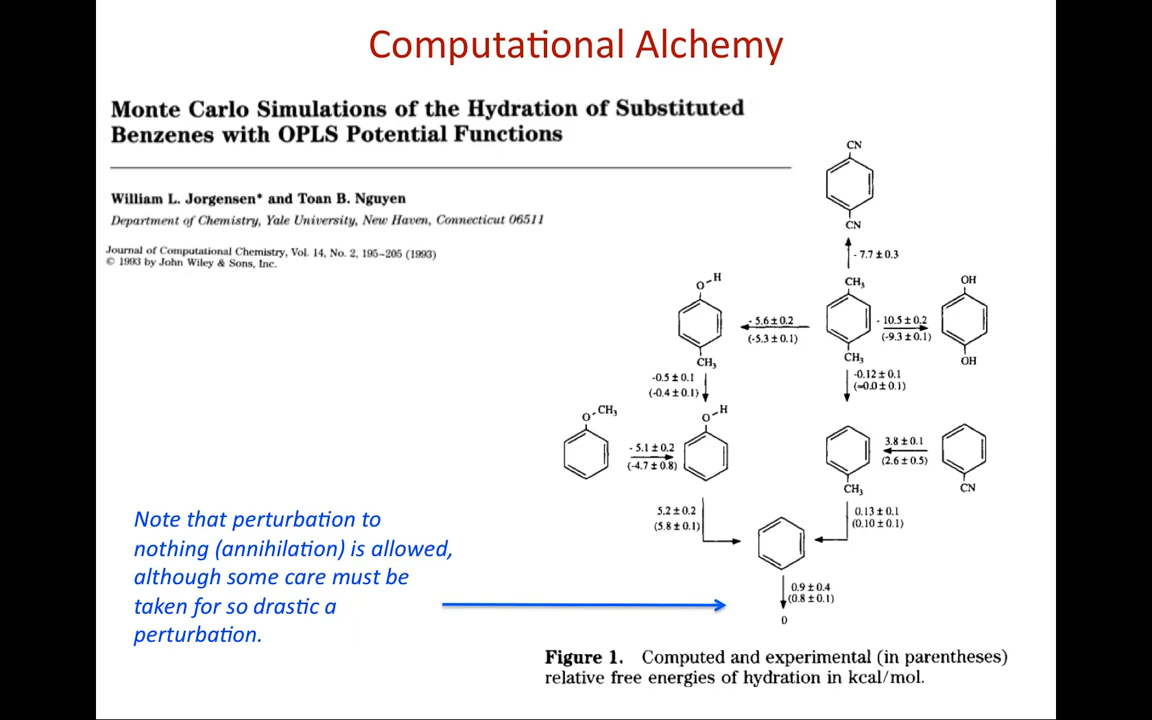 Computational Alchemy
Monte Carlo Simulations of the Hydration of Substituted
Benzenes with OPLS Potential Functions
William L. Jorgensen* and Toan B. Nguyen
Department of Chemistry, Yale University, New Haven, Connecticut 06511
Journal of Computational Chemistry, Vol. 14, No. 2, 195–205 (1993)
© 1993 by John Wiley & Sons, Inc.
CN
CN
- 7.7 ± 0.3
O-H
CH₃
OH
- 5.6 ± 0.2
(-5.3 ± 0.1)
- 10.5 ± 0.2
(-9.3 ± 0.1)
CH₃
CH₃
OH
-0.5 ± 0.1
(-0.4 ± 0.1)
-0.12 ± 0.1
(≈0.0 ± 0.1)
O-CH₃
O-H
- 5.1 ± 0.2
(-4.7 ± 0.8)
3.8 ± 0.1
(2.6 ± 0.5)
CH₃
CN
5.2 ± 0.2
(5.8 ± 0.1)
0.13 ± 0.1
(0.10 ± 0.1)
Note that perturbation to
nothing (annihilation) is allowed,
although some care must be
taken for so drastic a
perturbation.
0.9 ± 0.4
(0.8 ± 0.1)
0
Figure 1. Computed and experimental (in parentheses)
relative free energies of hydration in kcal/mol.